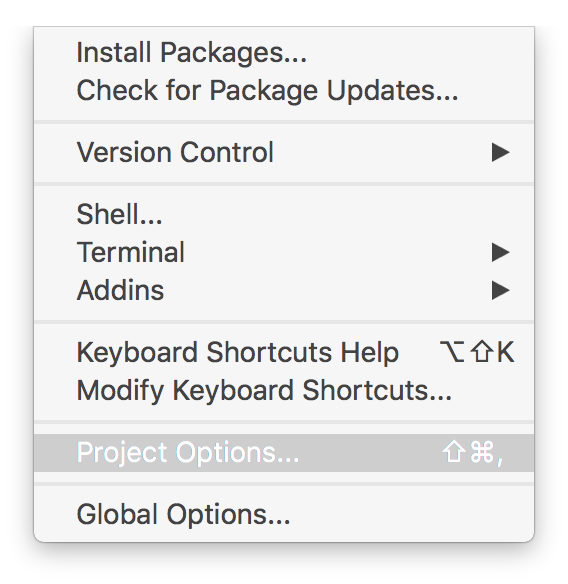 Install Packages...
Check for Package Updates...
Version Control ▶
Shell...
Terminal ▶
Addins ▶
Keyboard Shortcuts Help ⌥⇧K
Modify Keyboard Shortcuts...
Project Options... ⇧⌘,
Global Options...